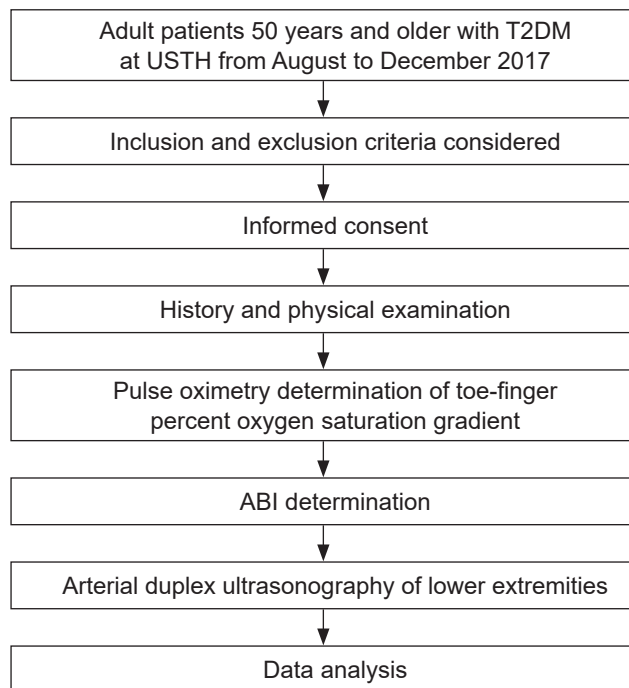 Adult patients 50 years and older with T2DM
at USTH from August to December 2017
Inclusion and exclusion criteria considered
Informed consent
History and physical examination
Pulse oximetry determination of toe-finger
percent oxygen saturation gradient
ABI determination
Arterial duplex ultrasonography of lower extremities
Data analysis